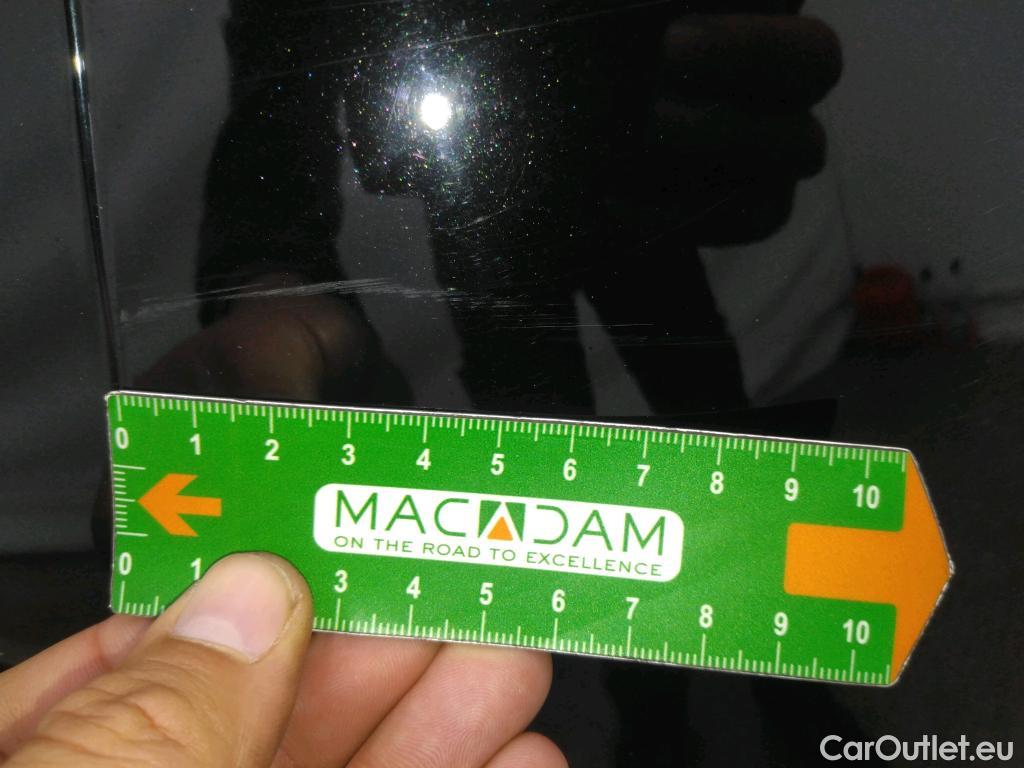 0 1 2 3 4 5 6 7 8 9 10
MACADAM
ON THE ROAD TO EXCELLENCE
0 1 3 4 5 6 7 8 9 10
CarOutlet.eu